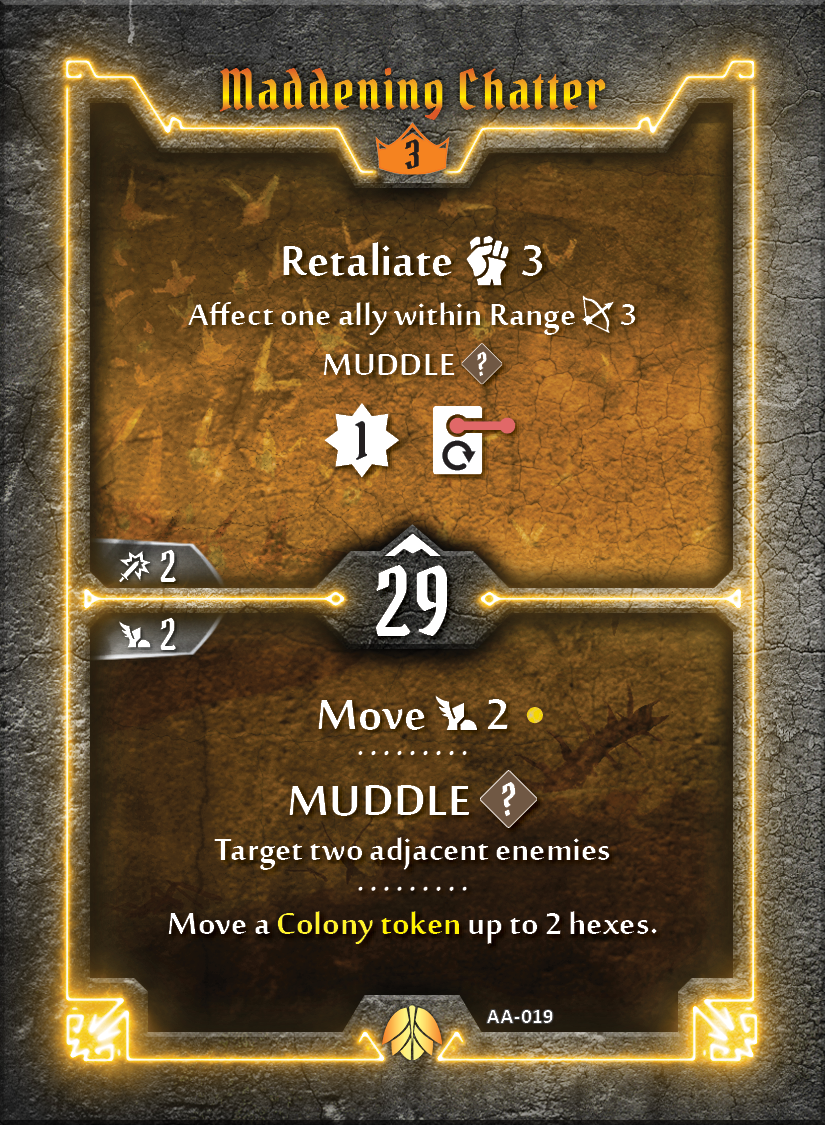 Maddening Chatter
3
Retaliate 3
Affect one ally within Range 3
MUDDLE ?
1
2
29
2
Move 2
MUDDLE ?
Target two adjacent enemies
Move a Colony token up to 2 hexes.
AA-019